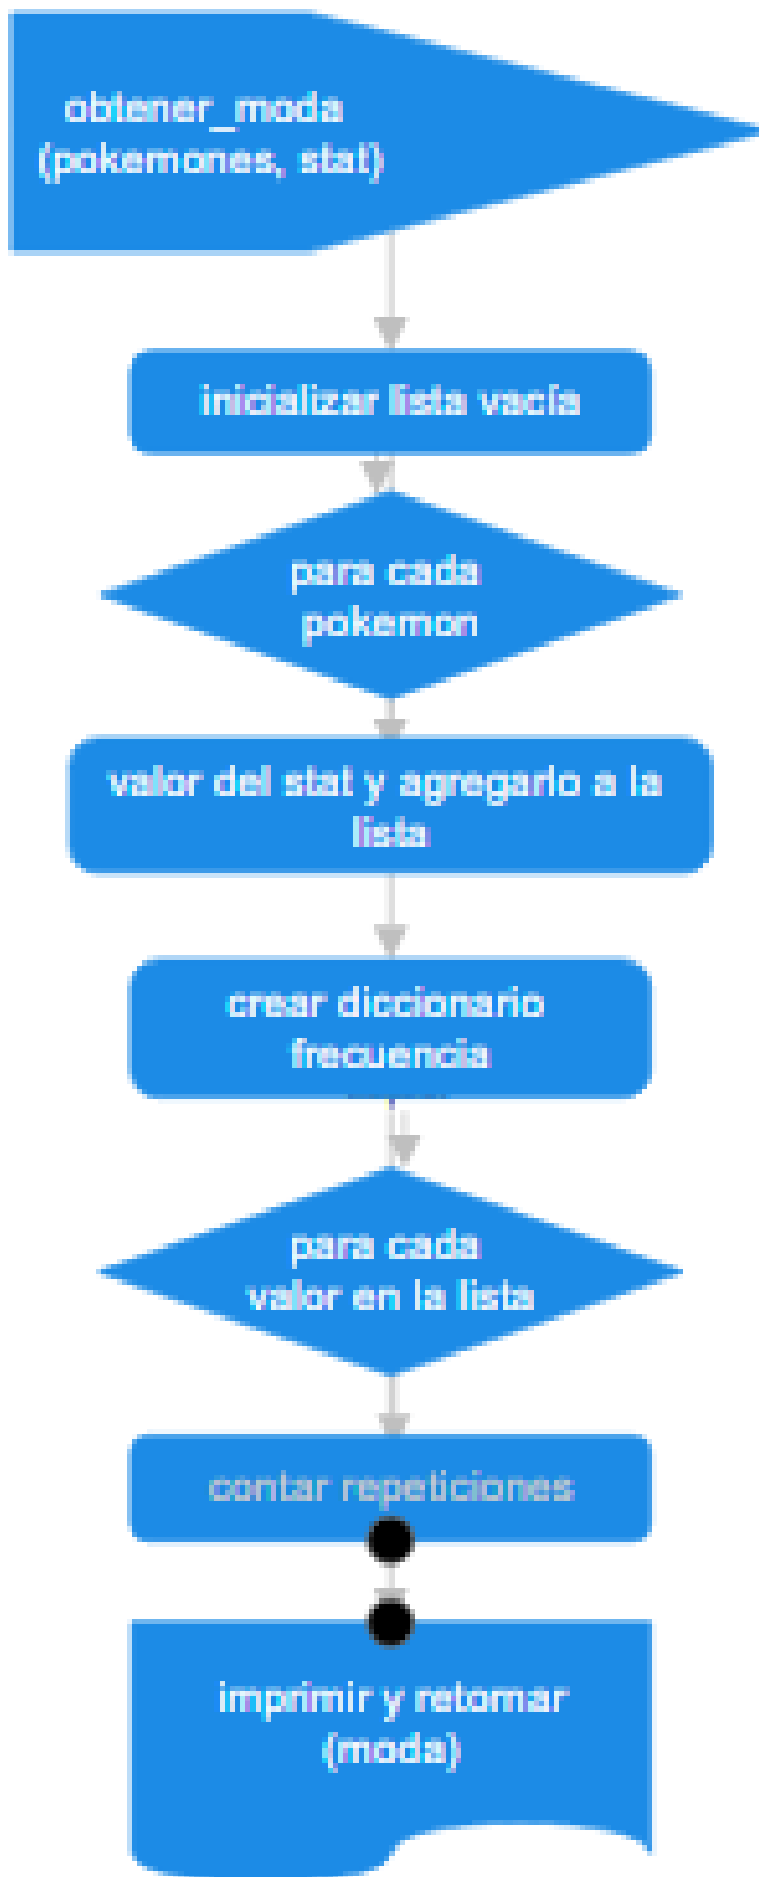 obtener_moda
(pokemones, stat)
inicializar lista vacía
para cada
pokemon
valor del stat y agregarlo a la
lista
crear diccionario
frecuencia
para cada
valor en la lista
contar repeticiones
imprimir y retornar
(moda)